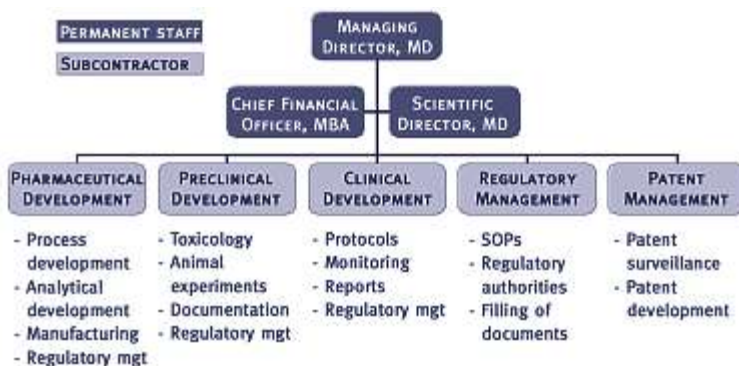 PERMANENT STAFF
SUBCONTRACTOR
MANAGING
DIRECTOR, MD
CHIEF FINANCIAL
OFFICER, MBA
SCIENTIFIC
DIRECTOR, MD
PHARMACEUTICAL
DEVELOPMENT
- Process
development
- Analytical
development
- Manufacturing
- Regulatory mgt
PRECLINICAL
DEVELOPMENT
- Toxicology
- Animal
experiments
- Documentation
- Regulatory mgt
CLINICAL
DEVELOPMENT
- Protocols
- Monitoring
- Reports
- Regulatory mgt
REGULATORY
MANAGEMENT
- SOPs
- Regulatory
authorities
- Filling of
documents
PATENT
MANAGEMENT
- Patent
surveillance
- Patent
development